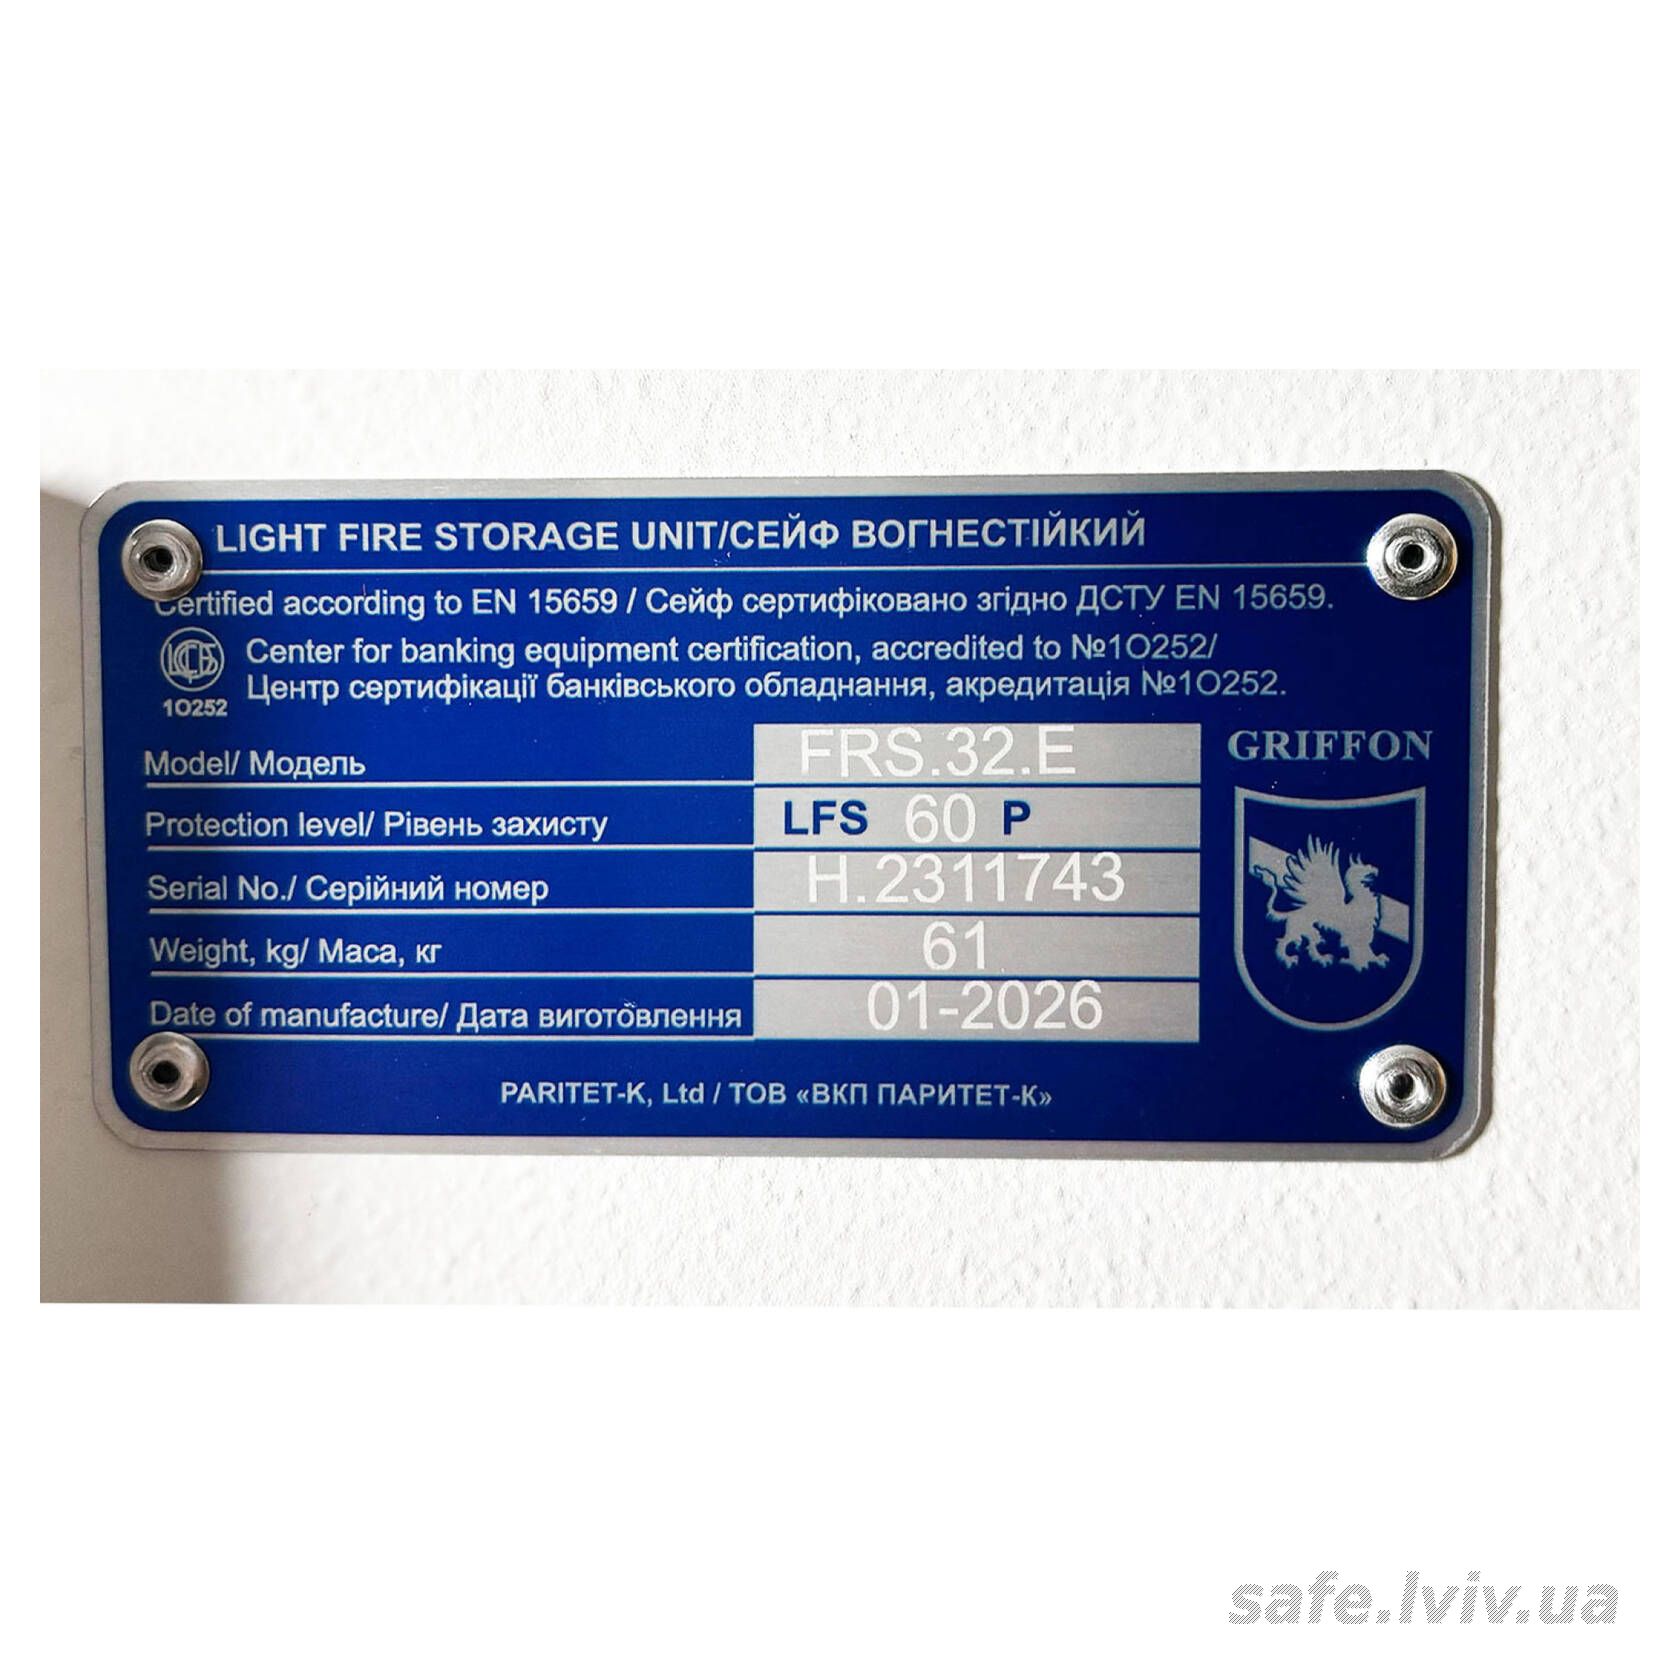 LIGHT FIRE STORAGE UNIT/СЕЙФ ВОГНЕСТІЙКИЙ
Certified according to EN 15659 / Сейф сертифіковано згідно ДСТУ EN 15659.
Center for banking equipment certification, accredited to №1О252/
Центр сертифікації банківського обладнання, акредитація №1О252.
1О252
Model/ Модель FRS.32.E
Protection level/ Рівень захисту LFS 60 P
Serial No./ Серійний номер H.2311743
Weight, kg/ Маса, кг 61
Date of manufacture/ Дата виготовлення 01-2026
GRIFFON
PARITET-K, Ltd / ТОВ «ВКП ПАРИТЕТ-К»
safe.lviv.ua